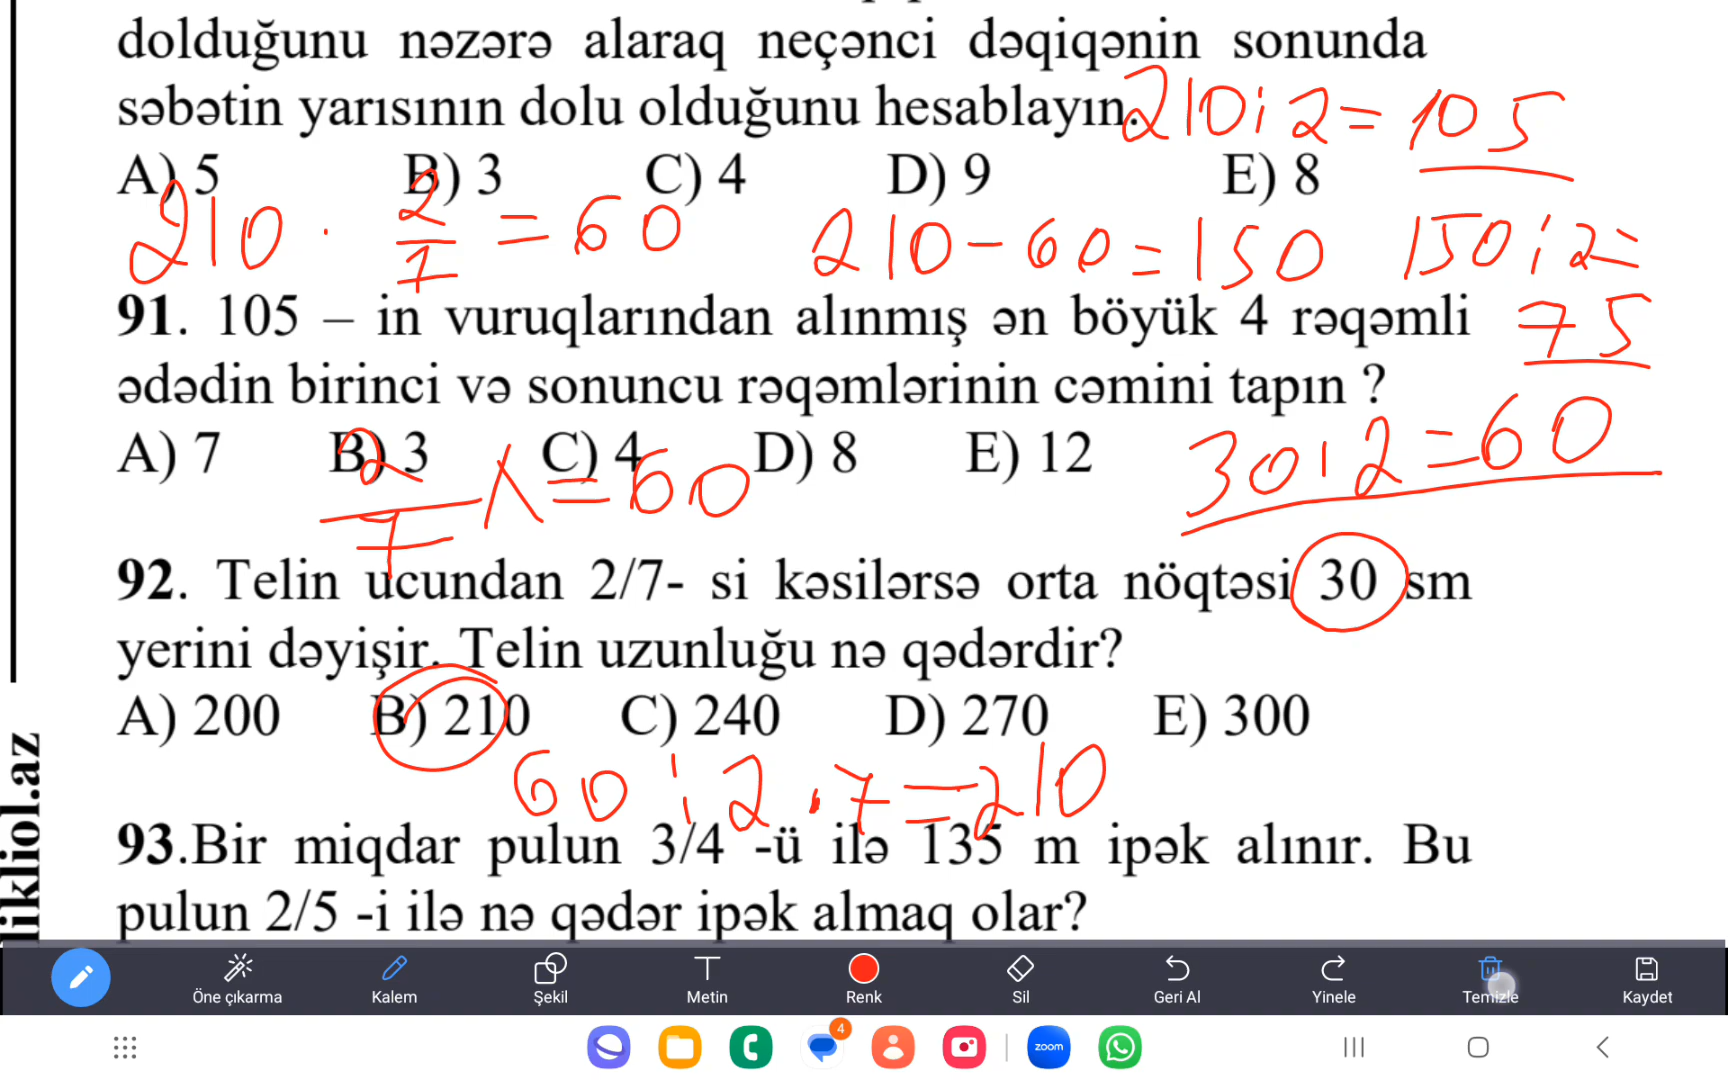 dolduğunu nəzərə alaraq neçənci dəqiqənin sonunda
səbətin yarısının dolu olduğunu hesablayın.
210:2=105
A) 5 B) 3 C) 4 D) 9 E) 8
210 · 2/7 = 60 210-60=150 150:2=
75
91. 105 – in vuruqlarından alınmış ən böyük 4 rəqəmli
ədədin birinci və sonuncu rəqəmlərinin cəmini tapın ?
A) 7 B) 3 C) 4 D) 8 E) 12
2/7 x = 60
30·2=60
92. Telin ucundan 2/7- si kəsilərsə orta nöqtəsi 30 sm
yerini dəyişir. Telin uzunluğu nə qədərdir?
A) 200 B) 210 C) 240 D) 270 E) 300
60:2·7=210
93.Bir miqdar pulun 3/4 -ü ilə 135 m ipək alınır. Bu
pulun 2/5 -i ilə nə qədər ipək almaq olar?
likliol.az
Öne çıkarma Kalem Şekil Metin Renk Sil Geri Al Yinele Temizle Kaydet
4
zoom